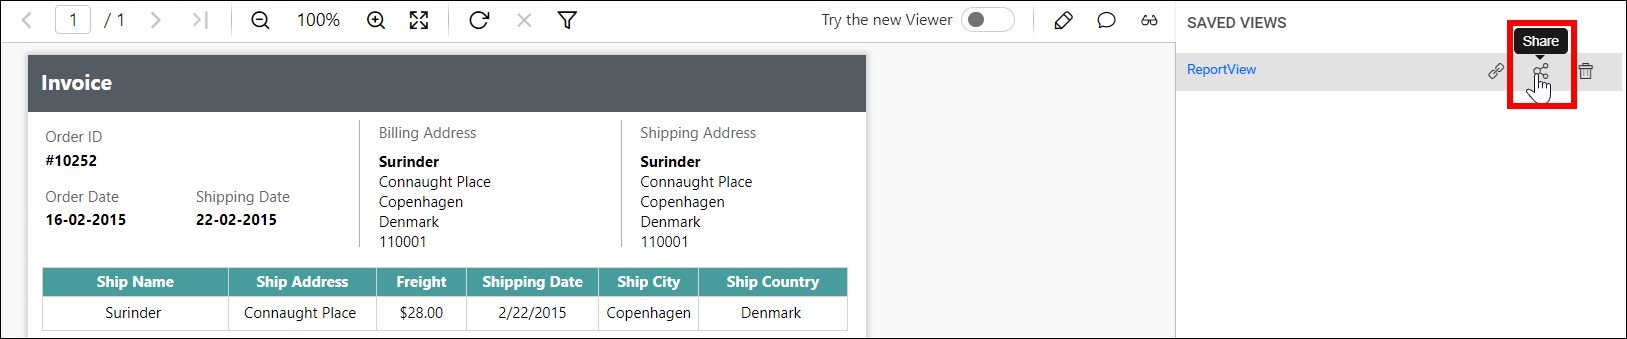 1 / 1 100% Try the new Viewer
SAVED VIEWS
Share
ReportView
Invoice
Order ID
#10252
Order Date Shipping Date
16-02-2015 22-02-2015
Billing Address
Surinder
Connaught Place
Copenhagen
Denmark
110001
Shipping Address
Surinder
Connaught Place
Copenhagen
Denmark
110001
Ship Name Ship Address Freight Shipping Date Ship City Ship Country
Surinder Connaught Place $28.00 2/22/2015 Copenhagen Denmark